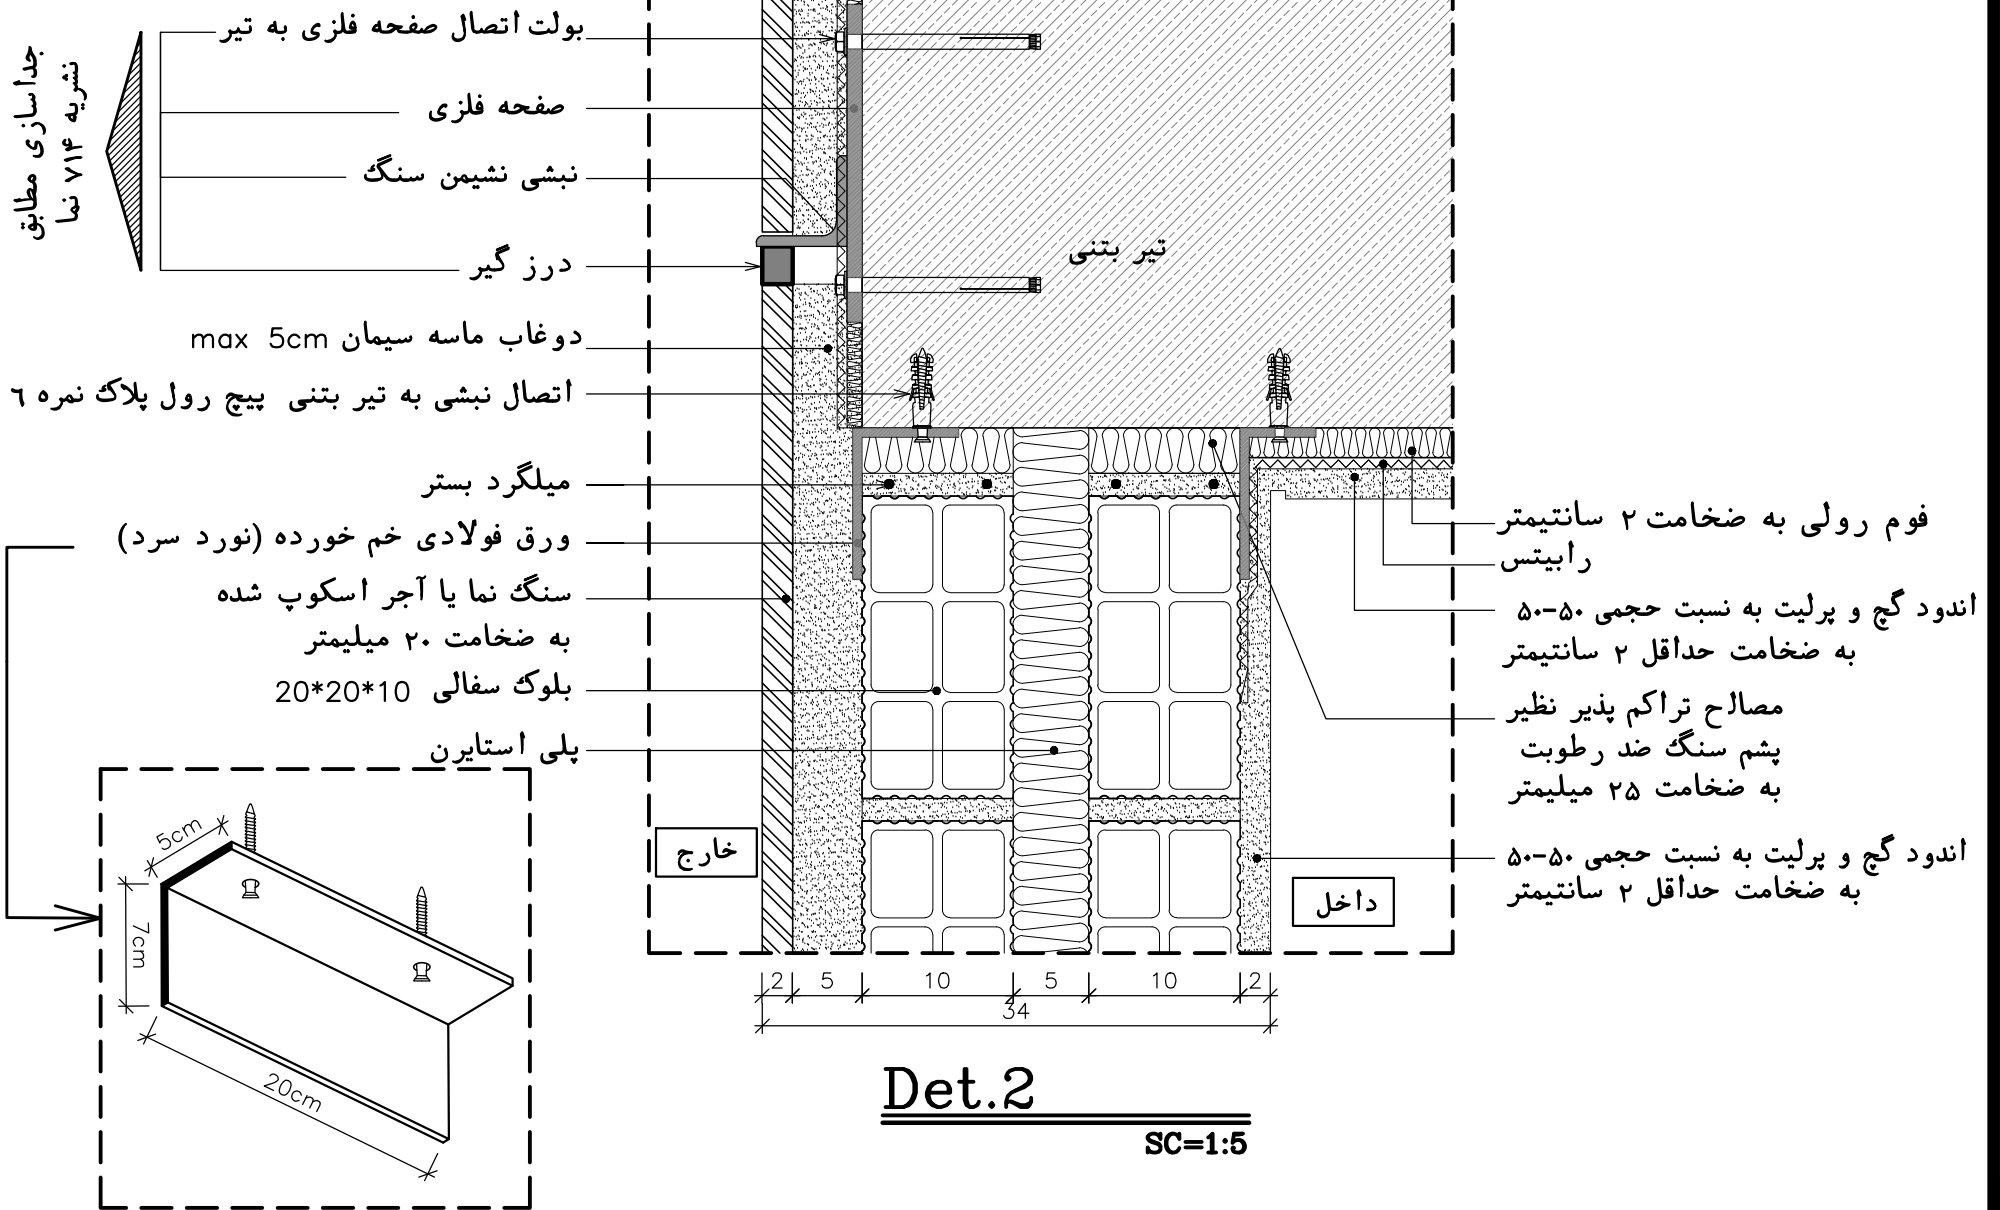 بولت اتصال صفحه فلزی به تیر
صفحه فلزی
نبشی نشیمن سنگ
درز گیر
جداسازی مطابق
نشریه ۷۱۴ نما
دوغاب ماسه سیمان max 5cm
اتصال نبشی به تیر بتنی پیچ رول پلاک نمره ٦
میلگرد بستر
ورق فولادی خم خورده (نورد سرد)
سنگ نما یا آجر اسکوپ شده
به ضخامت ۲۰ میلیمتر
بلوک سفالی 20*20*10
پلی استایرن
تیر بتنی
فوم رولی به ضخامت ۲ سانتیمتر
رابیتس
اندود گچ و پرلیت به نسبت حجمی ۵۰-۵۰
به ضخامت حداقل ۲ سانتیمتر
مصالح تراکم پذیر نظیر
پشم سنگ ضد رطوبت
به ضخامت ۲۵ میلیمتر
اندود گچ و پرلیت به نسبت حجمی ۵۰-۵۰
به ضخامت حداقل ۲ سانتیمتر
خارج
داخل
5cm
7cm
20cm
2 5 10 5 10 2
2
34
Det.2
SC=1:5